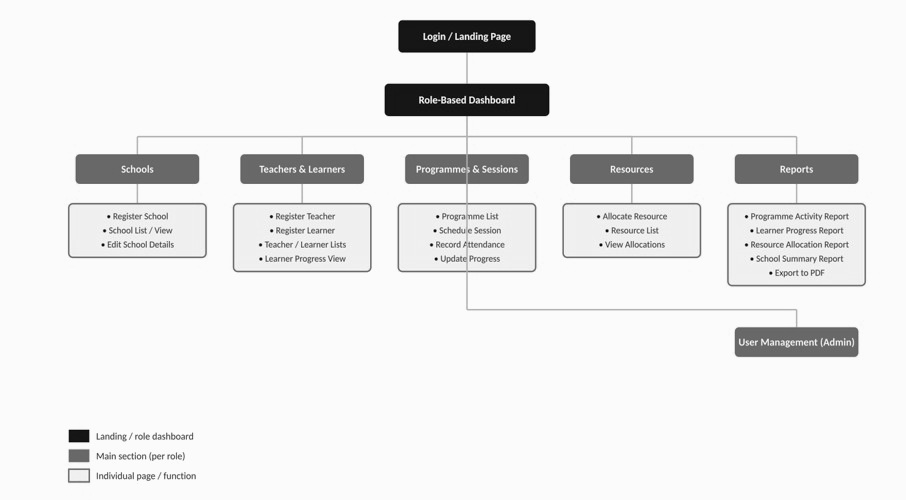 Login / Landing Page
Role-Based Dashboard
Schools
Teachers & Learners
Programmes & Sessions
Resources
Reports
• Register School
• School List / View
• Edit School Details
• Register Teacher
• Register Learner
• Teacher / Learner Lists
• Learner Progress View
• Programme List
• Schedule Session
• Record Attendance
• Update Progress
• Allocate Resource
• Resource List
• View Allocations
• Programme Activity Report
• Learner Progress Report
• Resource Allocation Report
• School Summary Report
• Export to PDF
User Management (Admin)
Landing / role dashboard
Main section (per role)
Individual page / function